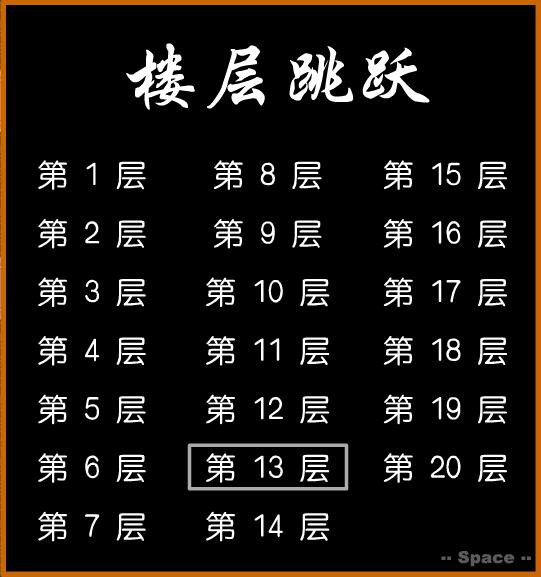 楼层跳跃
第 1 层 第 8 层 第 15 层
第 2 层 第 9 层 第 16 层
第 3 层 第 10 层 第 17 层
第 4 层 第 11 层 第 18 层
第 5 层 第 12 层 第 19 层
第 6 层 第 13 层 第 20 层
第 7 层 第 14 层
-- Space --